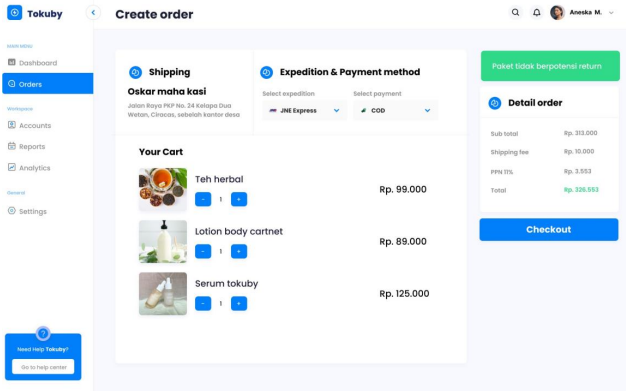 Tokuby
Create order
Aneska M.
MAIN MENU
Dashboard
Orders
Workspace
Accounts
Reports
Analytics
General
Settings
Need Help Tokuby?
Go to help center
Shipping
Oskar maha kasi
Jalan Raya PKP No. 24 Kelapa Dua
Wetan, Ciracas, sebelah kantor desa
Expedition & Payment method
Select expedition
JNE Express
Select payment
COD
Your Cart
Teh herbal
- 1 +
Rp. 99.000
Lotion body cartnet
- 1 +
Rp. 89.000
Serum tokuby
- 1 +
Rp. 125.000
Paket tidak berpotensi return
Detail order
Sub total Rp. 313.000
Shipping fee Rp. 10.000
PPN 11% Rp. 3.553
Total Rp. 326.553
Checkout